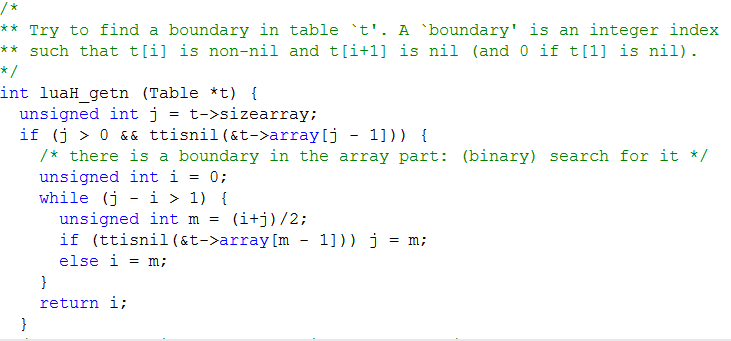 /*
** Try to find a boundary in table `t'. A `boundary' is an integer index
** such that t[i] is non-nil and t[i+1] is nil (and 0 if t[1] is nil).
*/
int luaH_getn (Table *t) {
  unsigned int j = t->sizearray;
  if (j > 0 && ttisnil(&t->array[j - 1])) {
    /* there is a boundary in the array part: (binary) search for it */
    unsigned int i = 0;
    while (j - i > 1) {
      unsigned int m = (i+j)/2;
      if (ttisnil(&t->array[m - 1])) j = m;
      else i = m;
    }
    return i;
  }